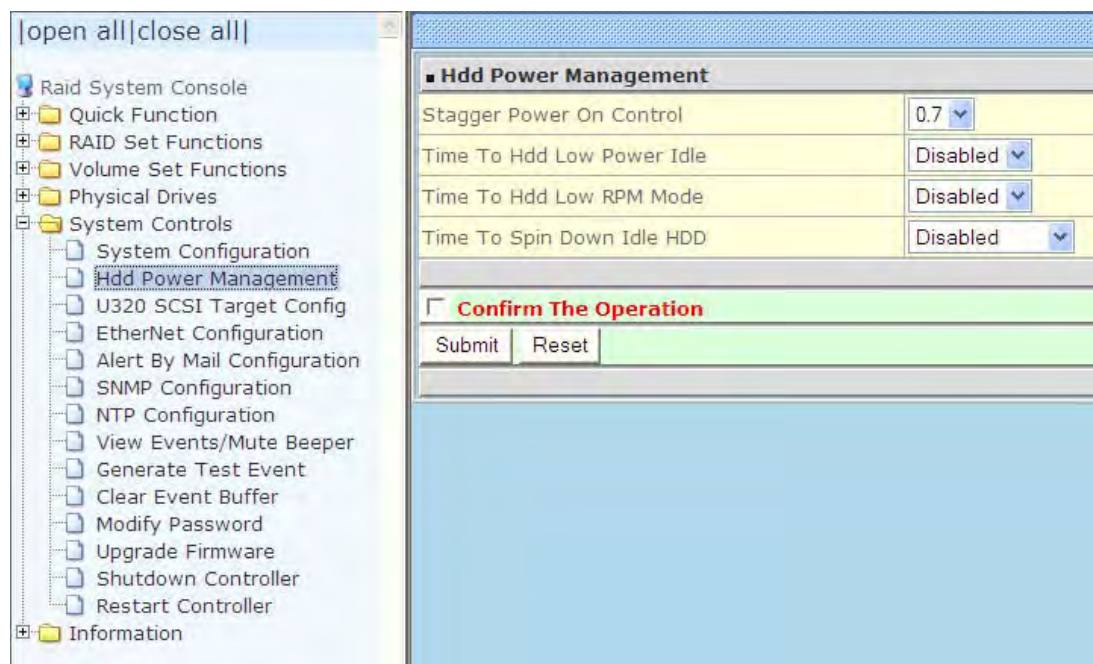 |open all|close all|
Raid System Console
Quick Function
RAID Set Functions
Volume Set Functions
Physical Drives
System Controls
System Configuration
Hdd Power Management
U320 SCSI Target Config
EtherNet Configuration
Alert By Mail Configuration
SNMP Configuration
NTP Configuration
View Events/Mute Beeper
Generate Test Event
Clear Event Buffer
Modify Password
Upgrade Firmware
Shutdown Controller
Restart Controller
Information
Hdd Power Management
Stagger Power On Control 0.7
Time To Hdd Low Power Idle Disabled
Time To Hdd Low RPM Mode Disabled
Time To Spin Down Idle HDD Disabled
Confirm The Operation
Submit Reset